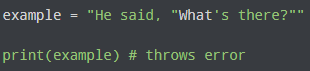 example = "He said, "What's there?""
print(example) # throws error